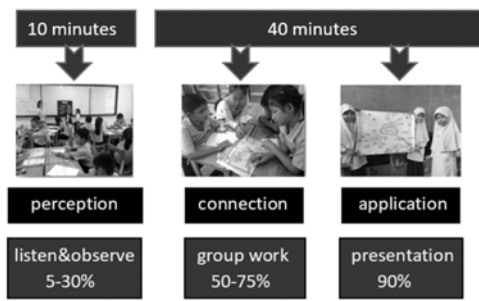 10 minutes
40 minutes
perception
connection
application
listen&observe
5-30%
group work
50-75%
presentation
90%